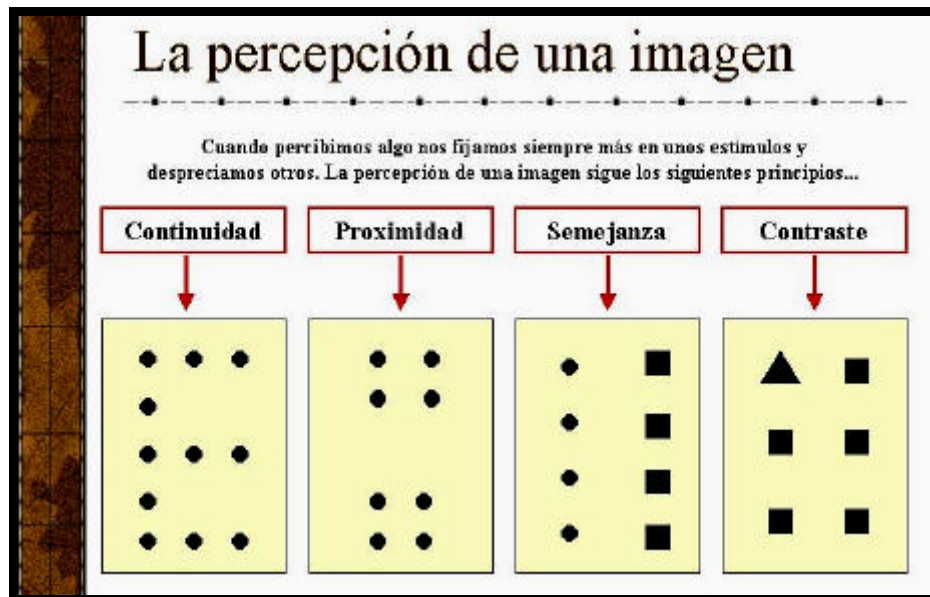 La percepción de una imagen
Cuando percibimos algo nos fijamos siempre más en unos estímulos y
despreciamos otros. La percepción de una imagen sigue los siguientes principios...
Continuidad
Proximidad
Semejanza
Contraste